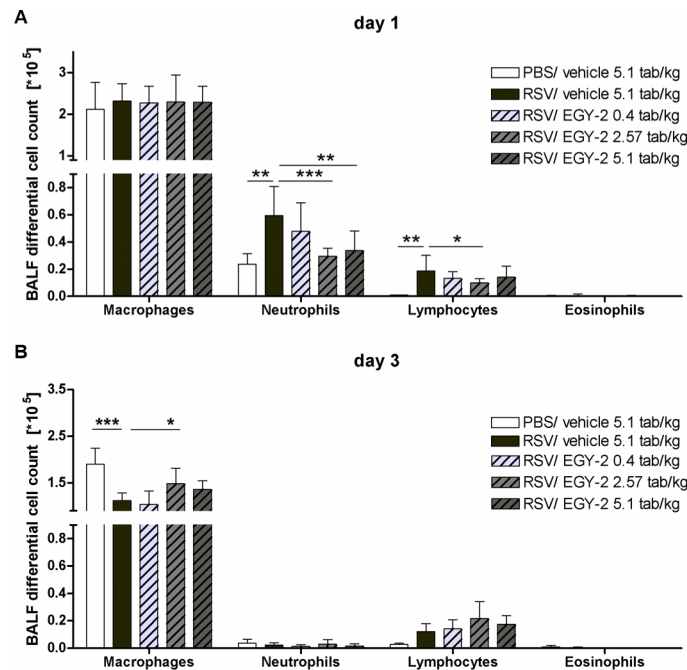 A
day 1
BALF differential cell count [*10⁵]
3
2
1
0.8
0.6
0.4
0.2
0.0
PBS/ vehicle 5.1 tab/kg
RSV/ vehicle 5.1 tab/kg
RSV/ EGY-2 0.4 tab/kg
RSV/ EGY-2 2.57 tab/kg
RSV/ EGY-2 5.1 tab/kg
**
** ***
** *
Macrophages Neutrophils Lymphocytes Eosinophils
B
day 3
BALF differential cell count [*10⁵]
3.5
2.5
1.5
0.8
0.6
0.4
0.2
0.0
PBS/ vehicle 5.1 tab/kg
RSV/ vehicle 5.1 tab/kg
RSV/ EGY-2 0.4 tab/kg
RSV/ EGY-2 2.57 tab/kg
RSV/ EGY-2 5.1 tab/kg
*** *
Macrophages Neutrophils Lymphocytes Eosinophils